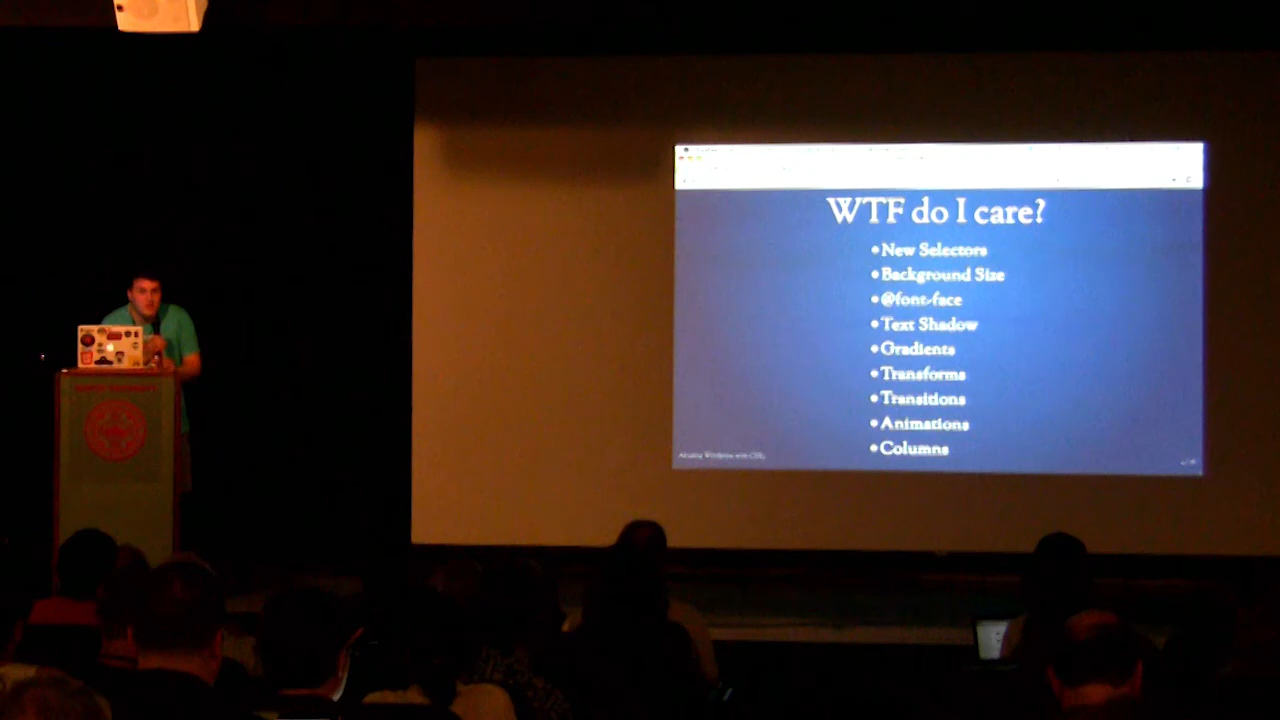 WTF do I care?
• New Selectors
• Background Size
• @font-face
• Text Shadow
• Gradients
• Transforms
• Transitions
• Animations
• Columns